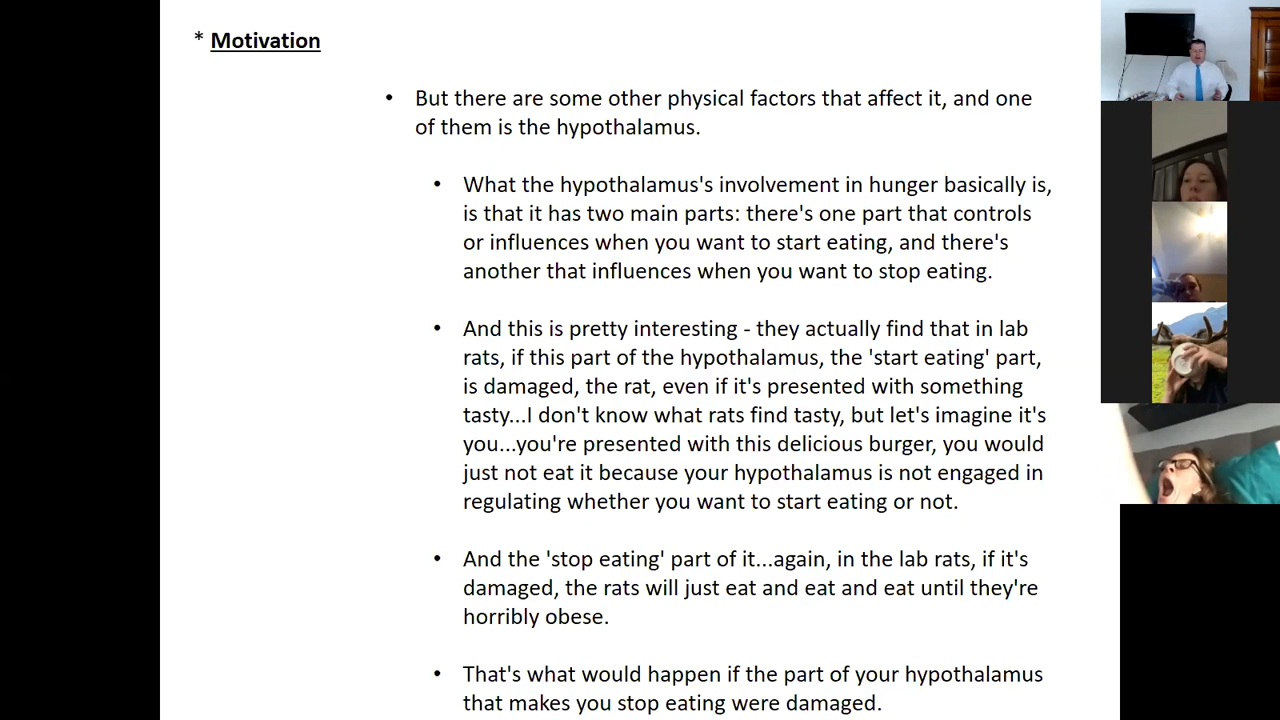 * Motivation
• But there are some other physical factors that affect it, and one
of them is the hypothalamus.
• What the hypothalamus's involvement in hunger basically is,
is that it has two main parts: there's one part that controls
or influences when you want to start eating, and there's
another that influences when you want to stop eating.
• And this is pretty interesting - they actually find that in lab
rats, if this part of the hypothalamus, the 'start eating' part,
is damaged, the rat, even if it's presented with something
tasty...I don't know what rats find tasty, but let's imagine it's
you...you're presented with this delicious burger, you would
just not eat it because your hypothalamus is not engaged in
regulating whether you want to start eating or not.
• And the 'stop eating' part of it...again, in the lab rats, if it's
damaged, the rats will just eat and eat and eat until they're
horribly obese.
• That's what would happen if the part of your hypothalamus
that makes you stop eating were damaged.